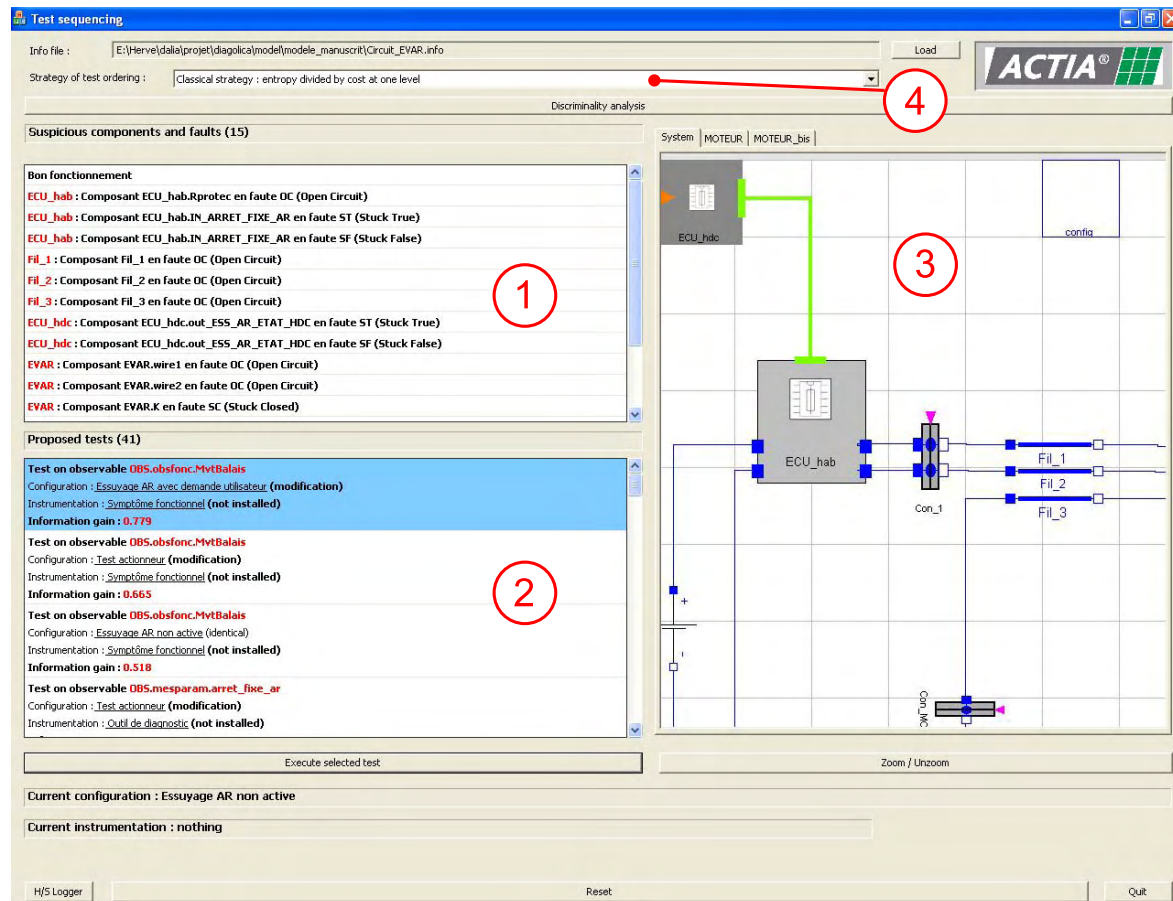 Test sequencing
Info file :
E:\Herve\dalia\projet\diagolica\model\modele_manuscrit\Circuit_EVAR.info
Load
ACTIA®
Strategy of test ordering :
Classical strategy : entropy divided by cost at one level
4
Discriminality analysis
Suspicious components and faults (15)
System MOTEUR MOTEUR_bis
Bon fonctionnement
ECU_hab : Composant ECU_hab.Rprotec en faute OC (Open Circuit)
ECU_hab : Composant ECU_hab.IN_ARRET_FIXE_AR en faute ST (Stuck True)
ECU_hab : Composant ECU_hab.IN_ARRET_FIXE_AR en faute SF (Stuck False)
Fil_1 : Composant Fil_1 en faute OC (Open Circuit)
Fil_2 : Composant Fil_2 en faute OC (Open Circuit)
Fil_3 : Composant Fil_3 en faute OC (Open Circuit)
ECU_hdc : Composant ECU_hdc.out_ESS_AR_ETAT_HDC en faute ST (Stuck True)
ECU_hdc : Composant ECU_hdc.out_ESS_AR_ETAT_HDC en faute SF (Stuck False)
EVAR : Composant EVAR.wire1 en faute OC (Open Circuit)
EVAR : Composant EVAR.wire2 en faute OC (Open Circuit)
EVAR : Composant EVAR.K en faute SC (Stuck Closed)
1
Proposed tests (41)
Test on observable OBS.obsfonc.MvtBalais
Configuration : Essuyage AR avec demande utilisateur (modification)
Instrumentation : Symptôme fonctionnel (not installed)
Information gain : 0.779
Test on observable OBS.obsfonc.MvtBalais
Configuration : Test actionneur (modification)
Instrumentation : Symptôme fonctionnel (not installed)
Information gain : 0.665
Test on observable OBS.obsfonc.MvtBalais
Configuration : Essuyage AR non active (identical)
Instrumentation : Symptôme fonctionnel (not installed)
Information gain : 0.518
Test on observable OBS.mesparam.arret_fixe_ar
Configuration : Test actionneur (modification)
Instrumentation : Outil de diagnostic (not installed)
2
ECU_hdc
config
3
ECU_hab
Con_1
Fil_1
Fil_2
Fil_3
+
-
Con_MC
Execute selected test
Zoom / Unzoom
Current configuration : Essuyage AR non active
Current instrumentation : nothing
H/S Logger
Reset
Quit